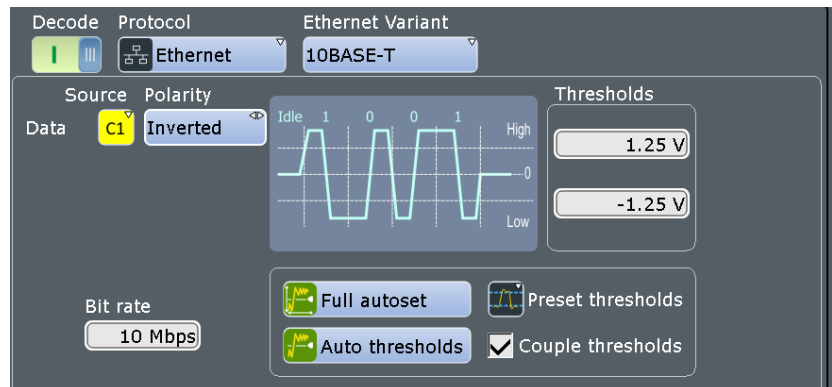 Decode Protocol Ethernet Variant
I Ethernet 10BASE-T
Source Polarity Thresholds
Data C1 Inverted
Idle 1 0 0 1
High
1.25 V
0
-1.25 V
Low
Bit rate
10 Mbps
Full autoset Preset thresholds
Auto thresholds Couple thresholds